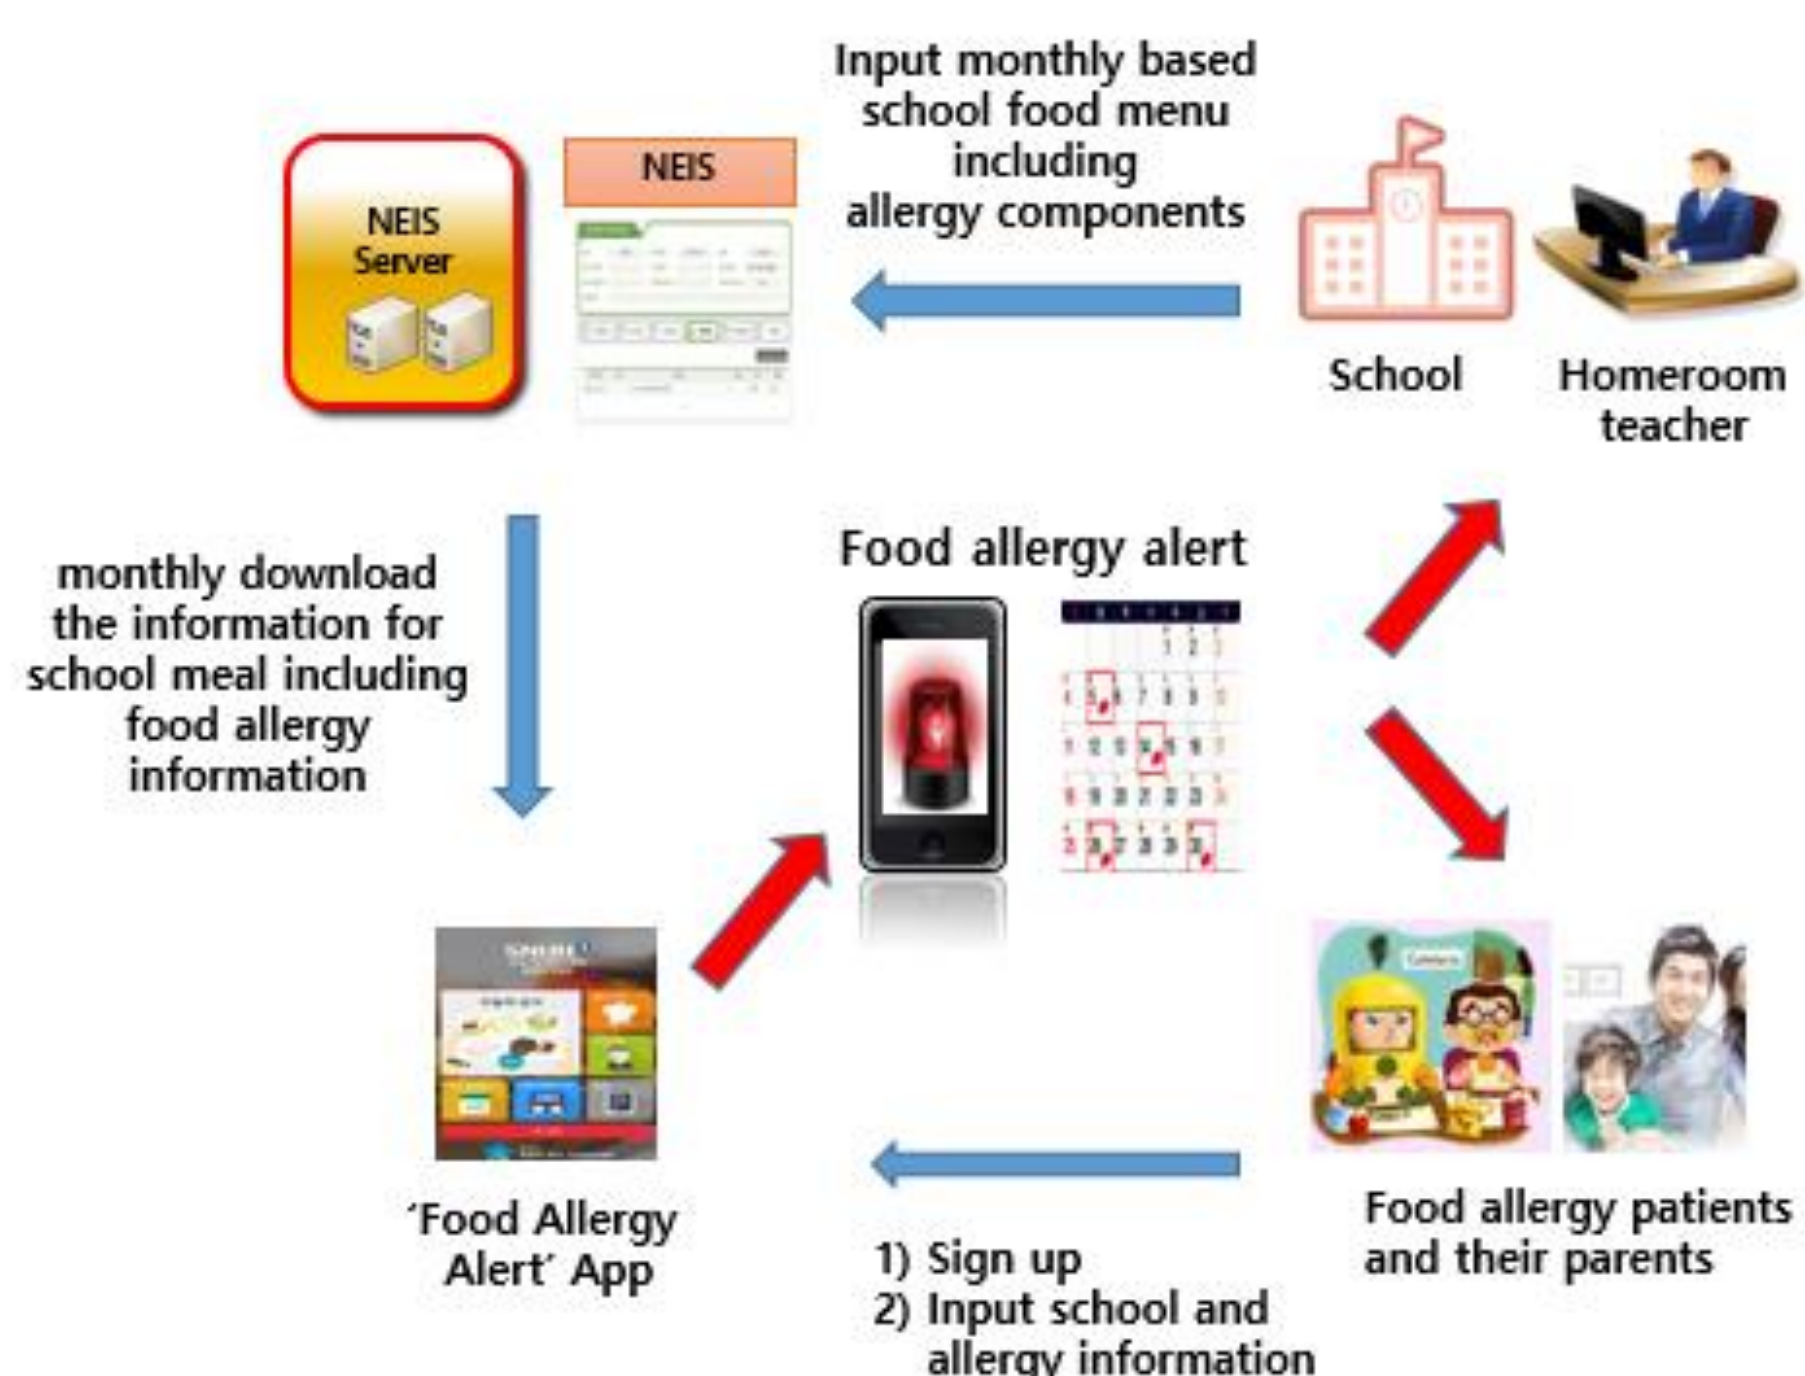 Input monthly based
school food menu
including
allergy components
NEIS
Server
NEIS
School
Homeroom
teacher
monthly download
the information for
school meal including
food allergy
information
Food allergy alert
'Food Allergy
Alert' App
1) Sign up
2) Input school and
allergy information
Food allergy patients
and their parents